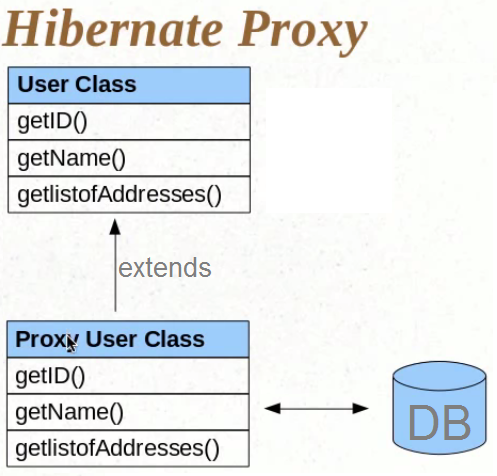 Hibernate Proxy
User Class
getID()
getName()
getlistofAddresses()
extends
Proxy User Class
getID()
getName()
getlistofAddresses()
DB